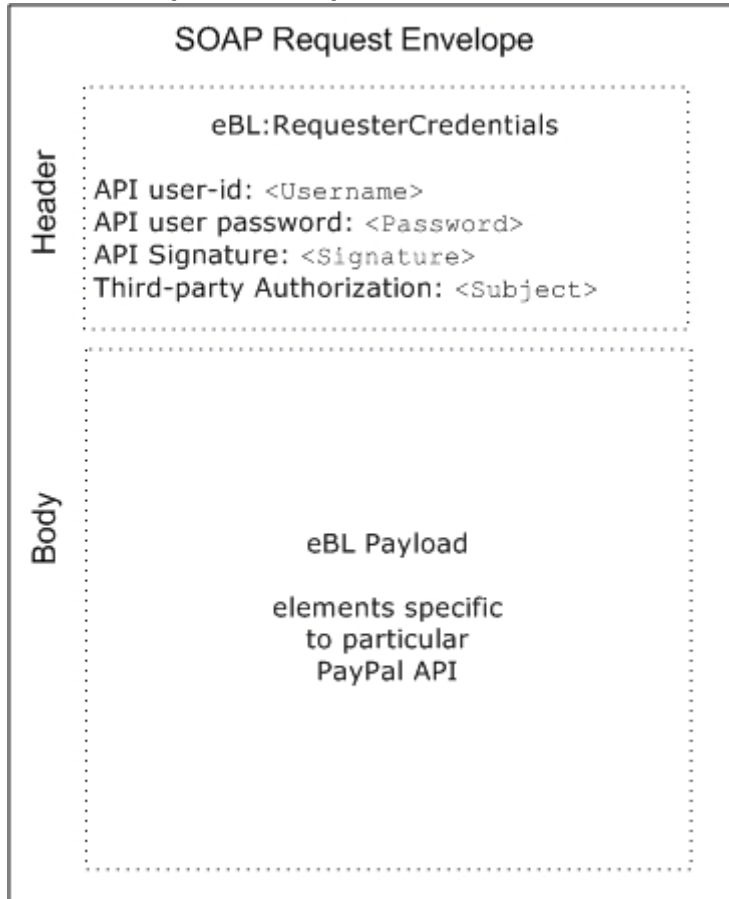 SOAP Request Envelope
Header
eBL:RequesterCredentials
API user-id: <Username>
API user password: <Password>
API Signature: <Signature>
Third-party Authorization: <Subject>
Body
eBL Payload
elements specific
to particular
PayPal API